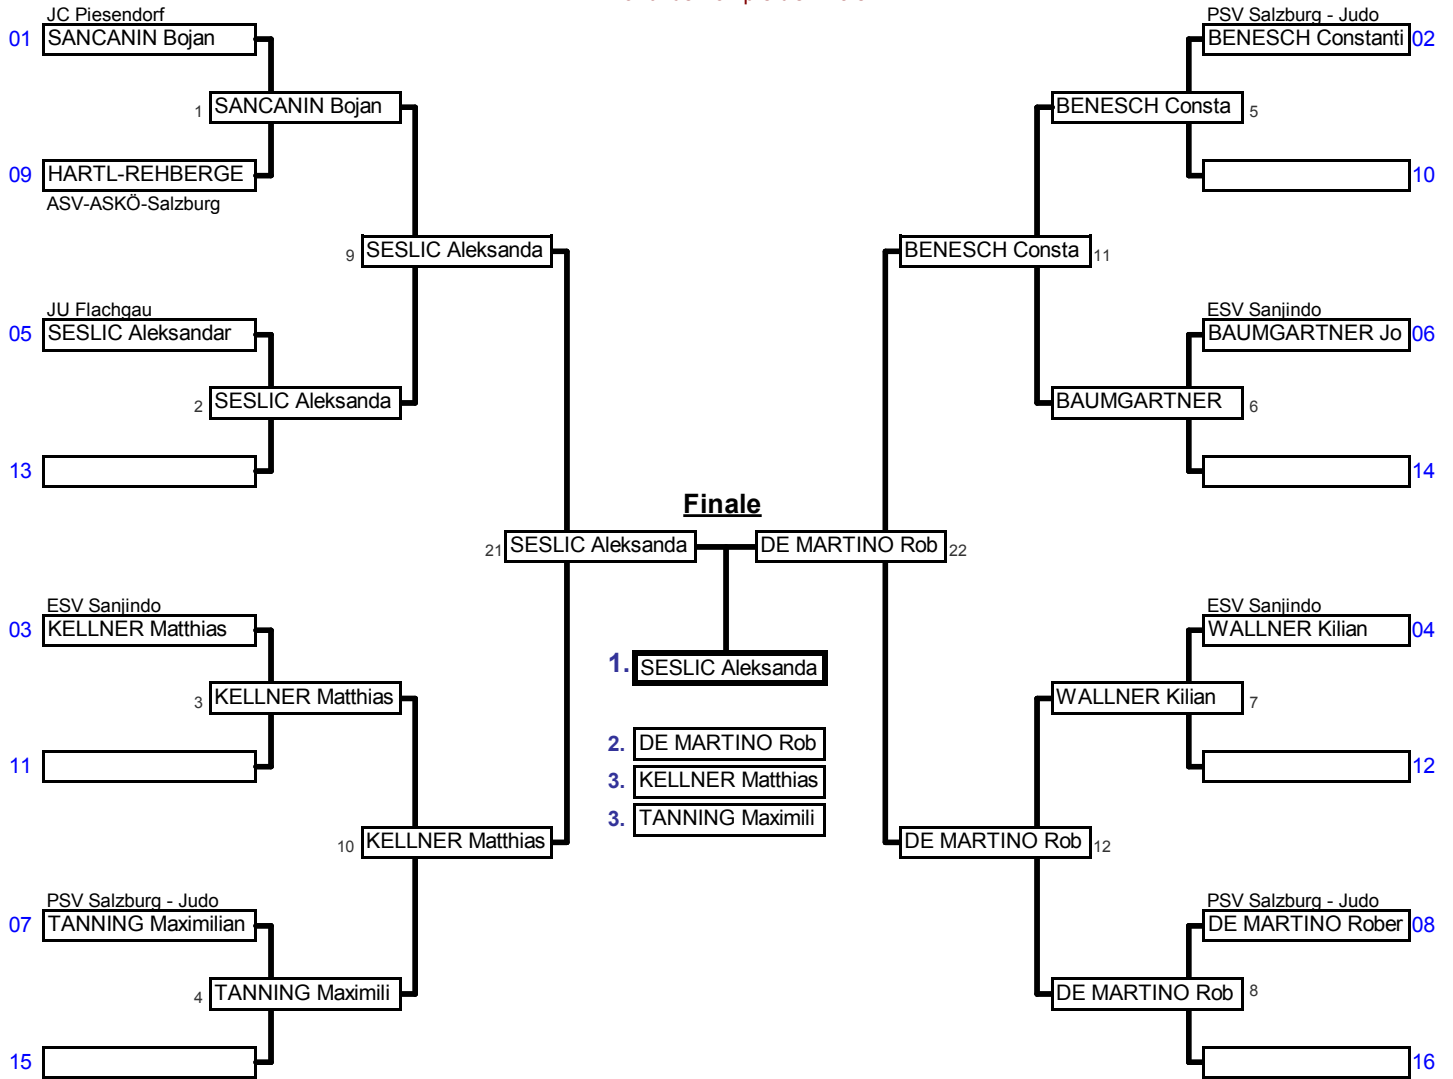 JC Piesendorf
01 SANCANIN Bojan
1 SANCANIN Bojan
09 HARTL-REHBERGE
ASV-ASKÖ-Salzburg
9 SESLIC Aleksanda
JU Flachgau
05 SESLIC Aleksandar
2 SESLIC Aleksanda
13
21 SESLIC Aleksanda
ESV Sanjindo
03 KELLNER Matthias
3 KELLNER Matthias
11
10 KELLNER Matthias
PSV Salzburg - Judo
07 TANNING Maximilian
4 TANNING Maximili
15
Finale
1. SESLIC Aleksanda
2. DE MARTINO Rob
3. KELLNER Matthias
3. TANNING Maximili
PSV Salzburg - Judo
BENESCH Constanti 02
BENESCH Consta 5
10
BENESCH Consta 11
ESV Sanjindo
BAUMGARTNER Jo 06
BAUMGARTNER 6
14
DE MARTINO Rob 22
ESV Sanjindo
WALLNER Kilian 04
WALLNER Kilian 7
12
DE MARTINO Rob 12
PSV Salzburg - Judo
DE MARTINO Rober 08
DE MARTINO Rob 8
16